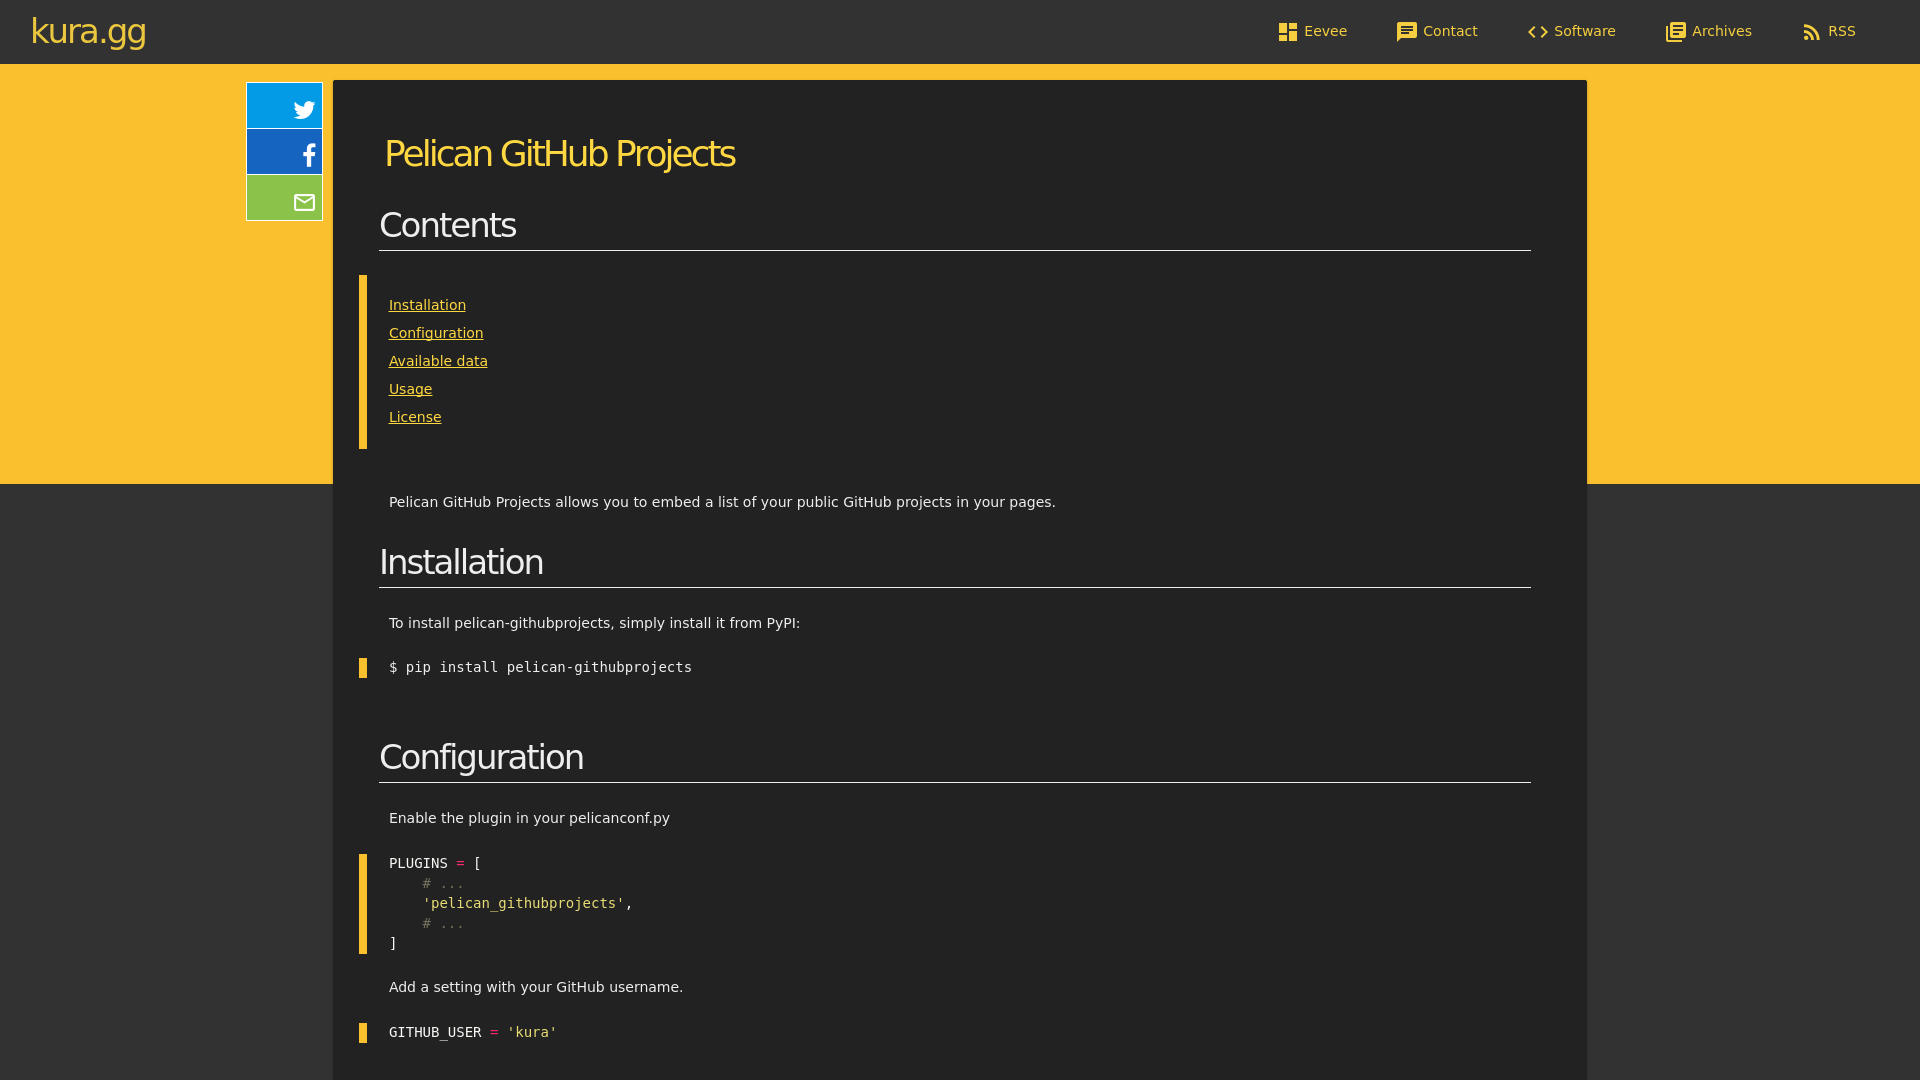 kura.gg
Eevee
Contact
Software
Archives
RSS
Pelican GitHub Projects
Contents
Installation
Configuration
Available data
Usage
License
Pelican GitHub Projects allows you to embed a list of your public GitHub projects in your pages.
Installation
To install pelican-githubprojects, simply install it from PyPI:
$ pip install pelican-githubprojects
Configuration
Enable the plugin in your pelicanconf.py
PLUGINS = [
    # ...
    'pelican_githubprojects',
    # ...
]
Add a setting with your GitHub username.
GITHUB_USER = 'kura'